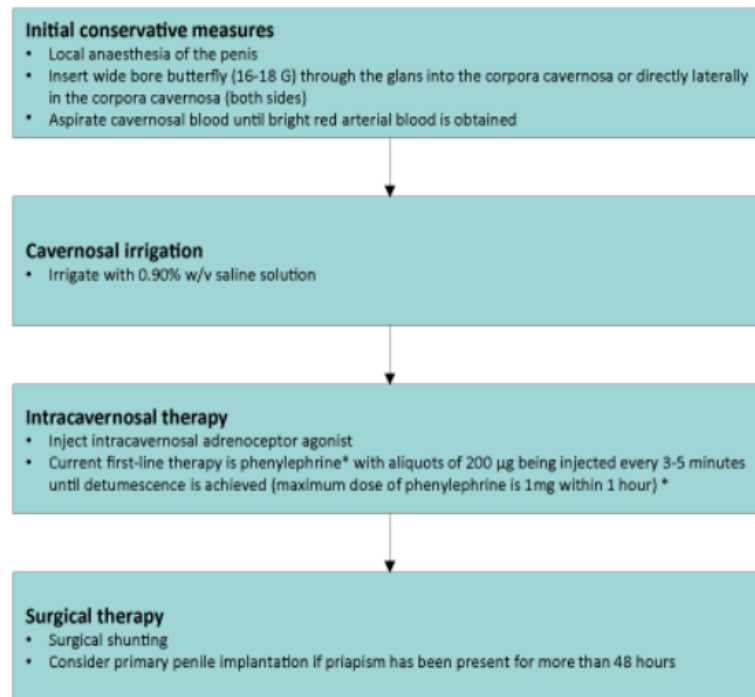 Initial conservative measures
• Local anaesthesia of the penis
• Insert wide bore butterfly (16-18 G) through the glans into the corpora cavernosa or directly laterally
in the corpora cavernosa (both sides)
• Aspirate cavernosal blood until bright red arterial blood is obtained
Cavernosal irrigation
• Irrigate with 0.90% w/v saline solution
Intracavernosal therapy
• Inject intracavernosal adrenoceptor agonist
• Current first-line therapy is phenylephrine* with aliquots of 200 µg being injected every 3-5 minutes
until detumescence is achieved (maximum dose of phenylephrine is 1mg within 1 hour) *
Surgical therapy
• Surgical shunting
• Consider primary penile implantation if priapism has been present for more than 48 hours